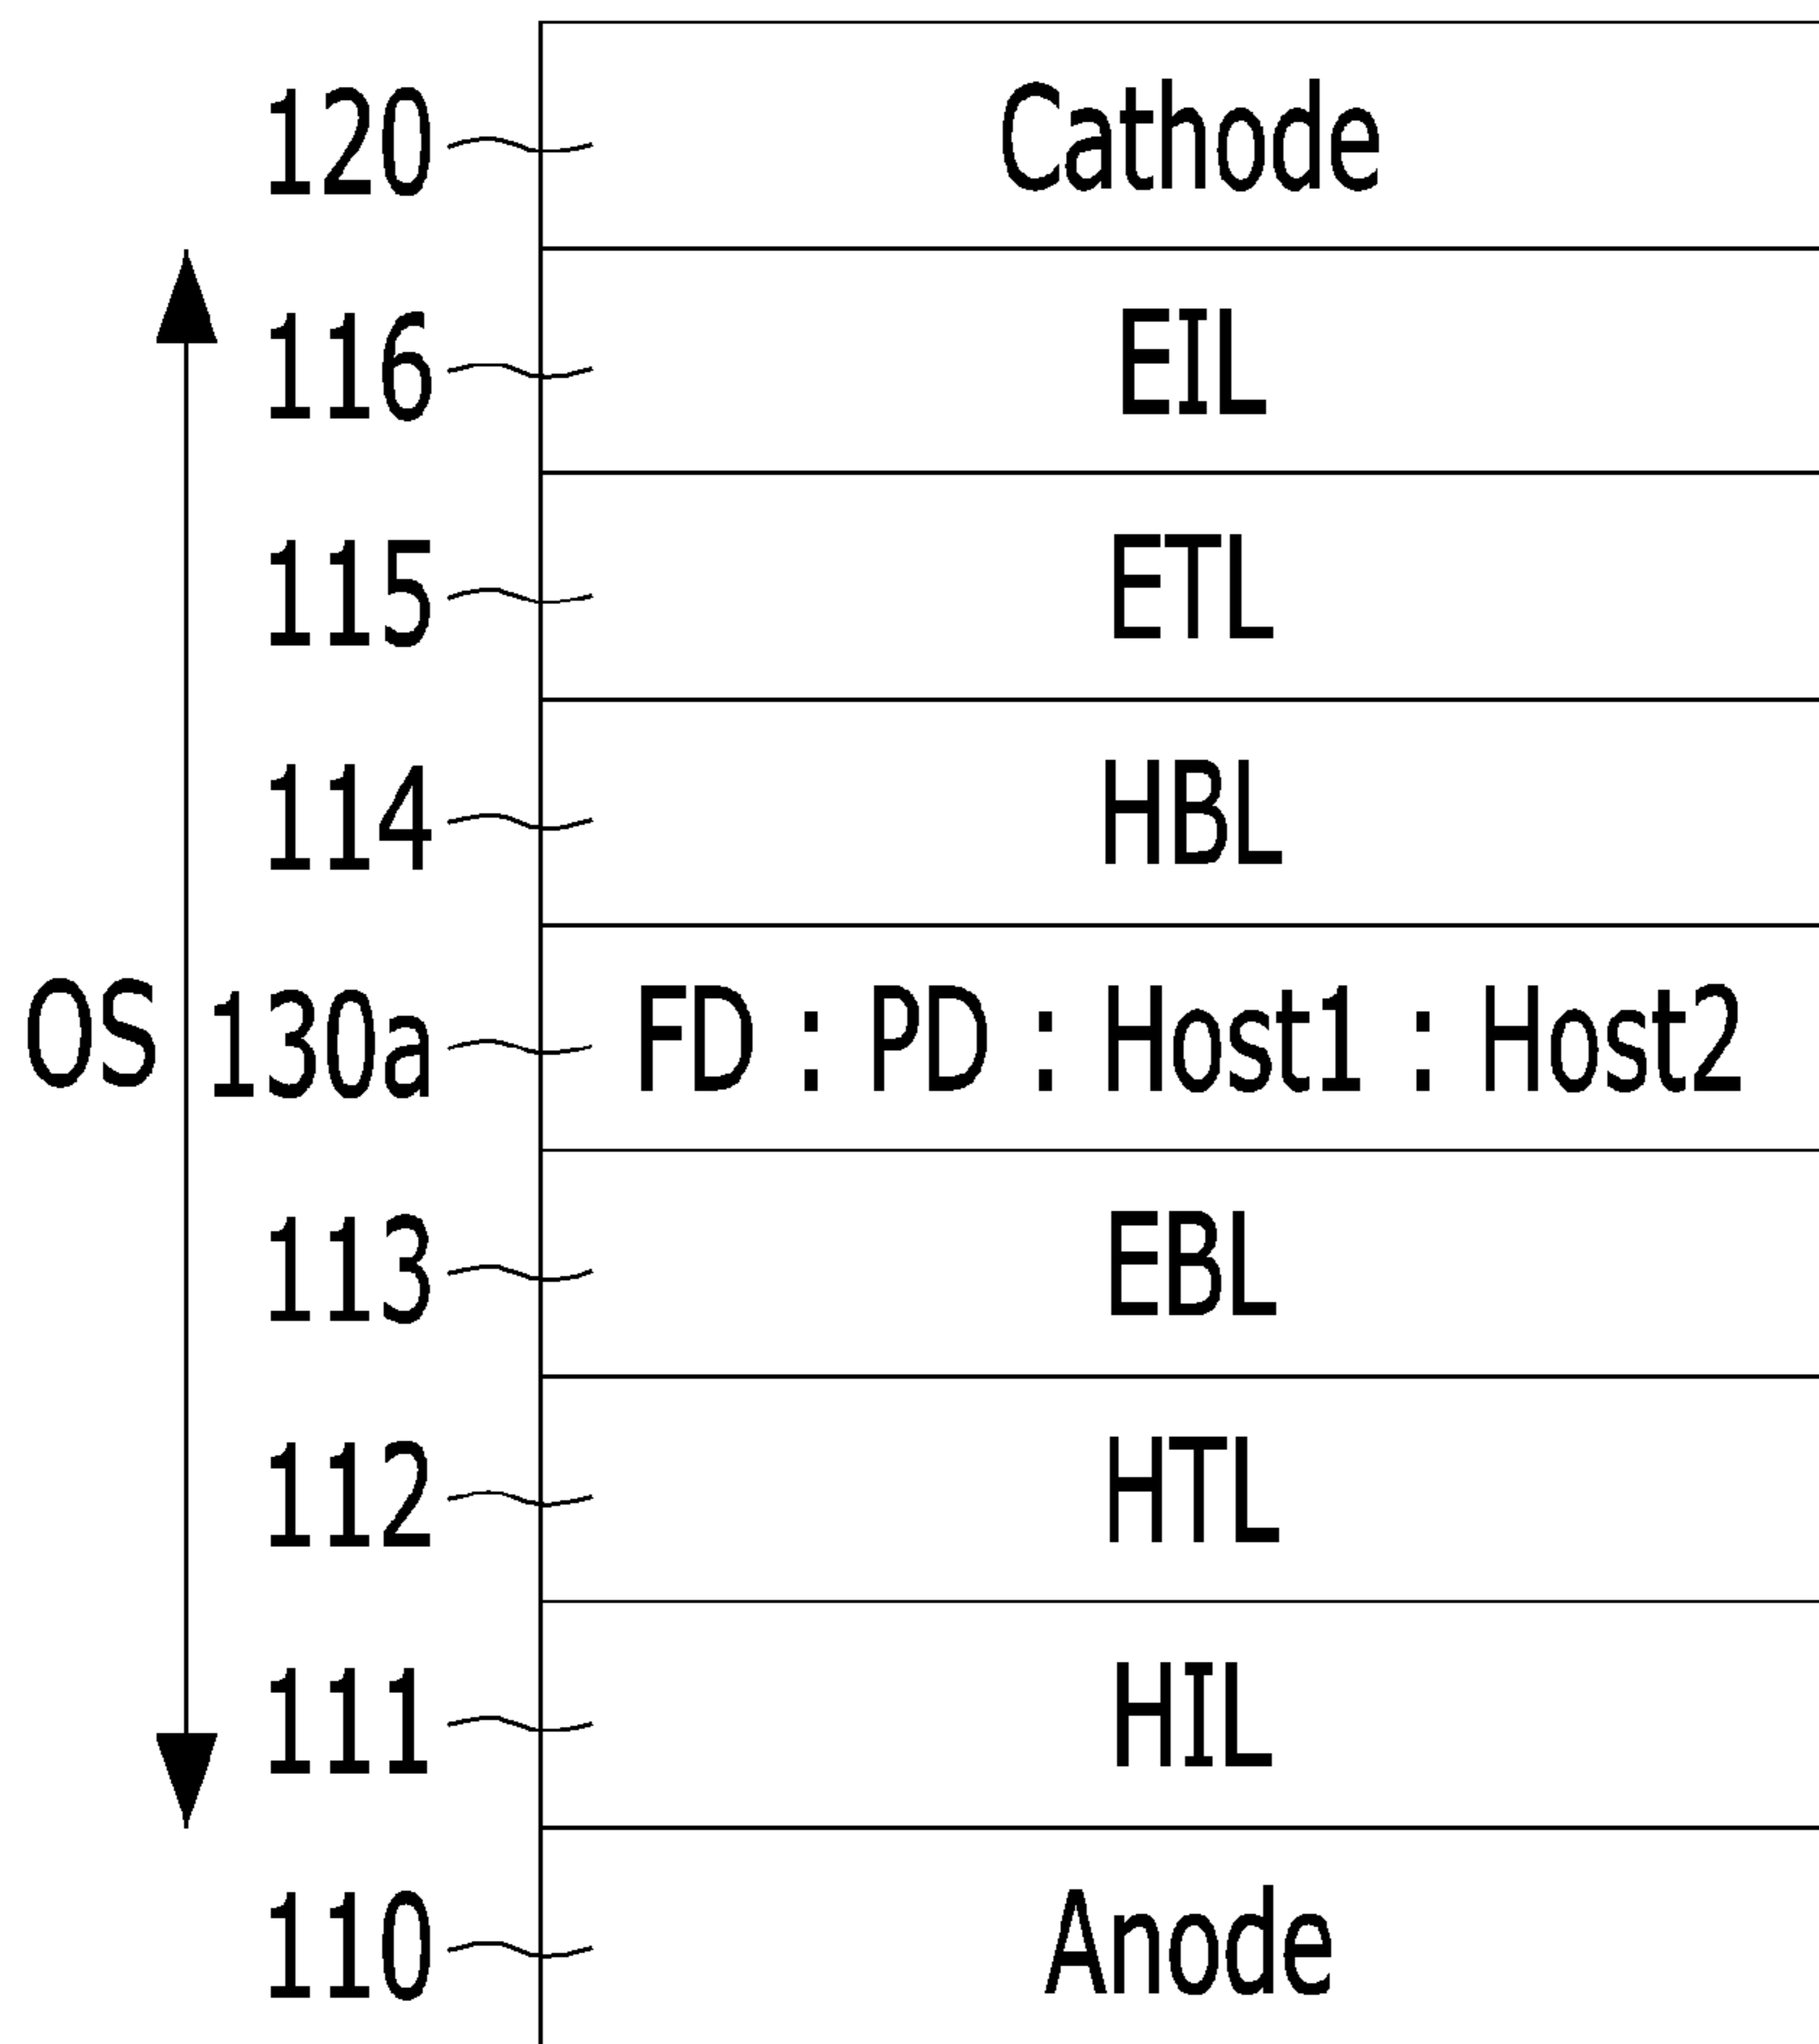 120 Cathode
116 EIL
115 ETL
114 HBL
OS 130a FD : PD : Host1 : Host2
113 EBL
112 HTL
111 HIL
110 Anode